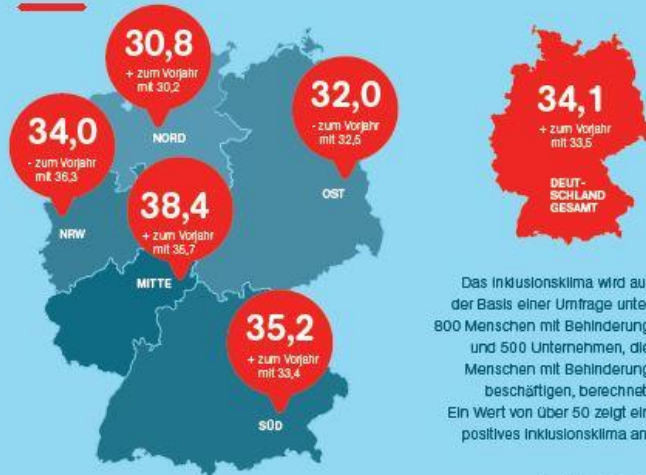 30,8
+ zum Vorjahr
mit 30,2
NORD
32,0
- zum Vorjahr
mit 32,5
OST
34,0
- zum Vorjahr
mit 36,3
NRW
38,4
+ zum Vorjahr
mit 35,7
MITTE
35,2
+ zum Vorjahr
mit 33,4
SÜD
34,1
+ zum Vorjahr
mit 33,5
DEUT-
SCHLAND
GESAMT
Das Inklusionsklima wird au
der Basis einer Umfrage unte
800 Menschen mit Behinderung
und 500 Unternehmen, die
Menschen mit Behinderung
beschäftigen, berechnet
Ein Wert von über 50 zeigt ein
positives Inklusionsklima an